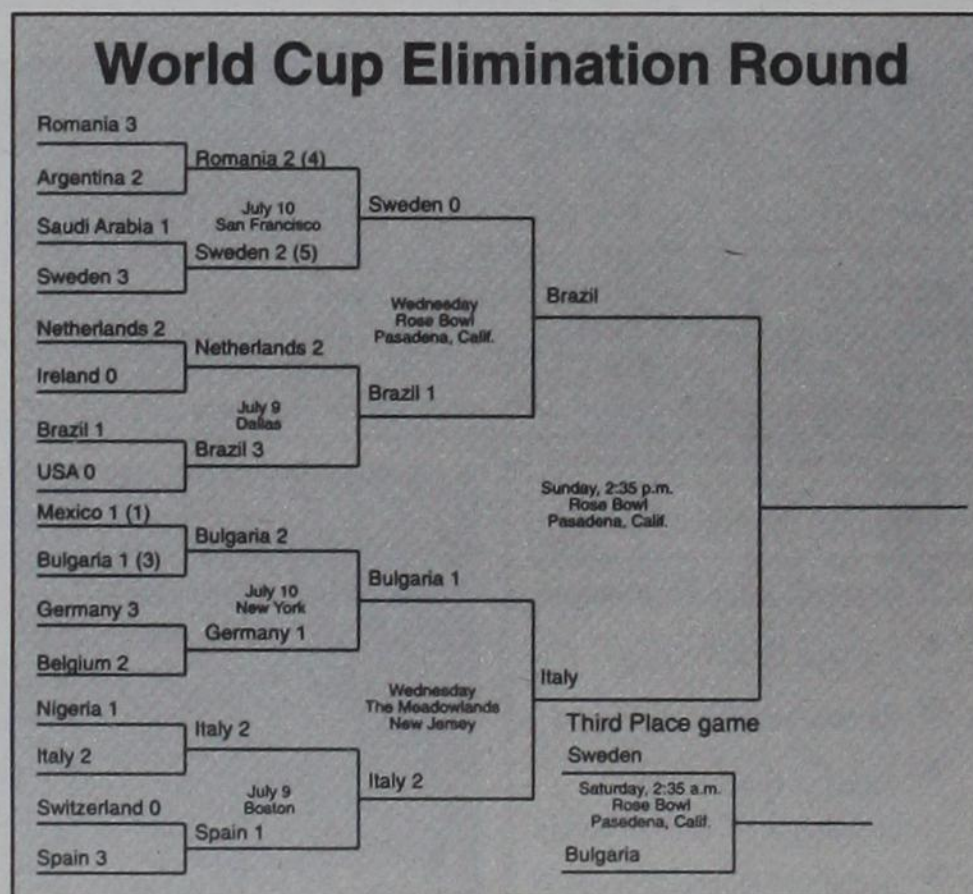 World Cup Elimination Round
Romania 3
Argentina 2
Saudi Arabia 1
Sweden 3
Netherlands 2
Ireland 0
Brazil 1
USA 0
Mexico 1 (1)
Bulgaria 1 (3)
Germany 3
Belgium 2
Nigeria 1
Italy 2
Switzerland 0
Spain 3
Romania 2 (4)
July 10
San Francisco
Sweden 2 (5)
Netherlands 2
July 9
Dallas
Brazil 3
Bulgaria 2
July 10
New York
Germany 1
Italy 2
July 9
Boston
Spain 1
Sweden 0
Wednesday
Rose Bowl
Pasadena, Calif.
Brazil 1
Bulgaria 1
Wednesday
The Meadowlands
New Jersey
Italy 2
Brazil
Sunday, 2:35 p.m.
Rose Bowl
Pasadena, Calif.
Italy
Third Place game
Sweden
Saturday, 2:35 a.m.
Rose Bowl
Pasedena, Calif.
Bulgaria